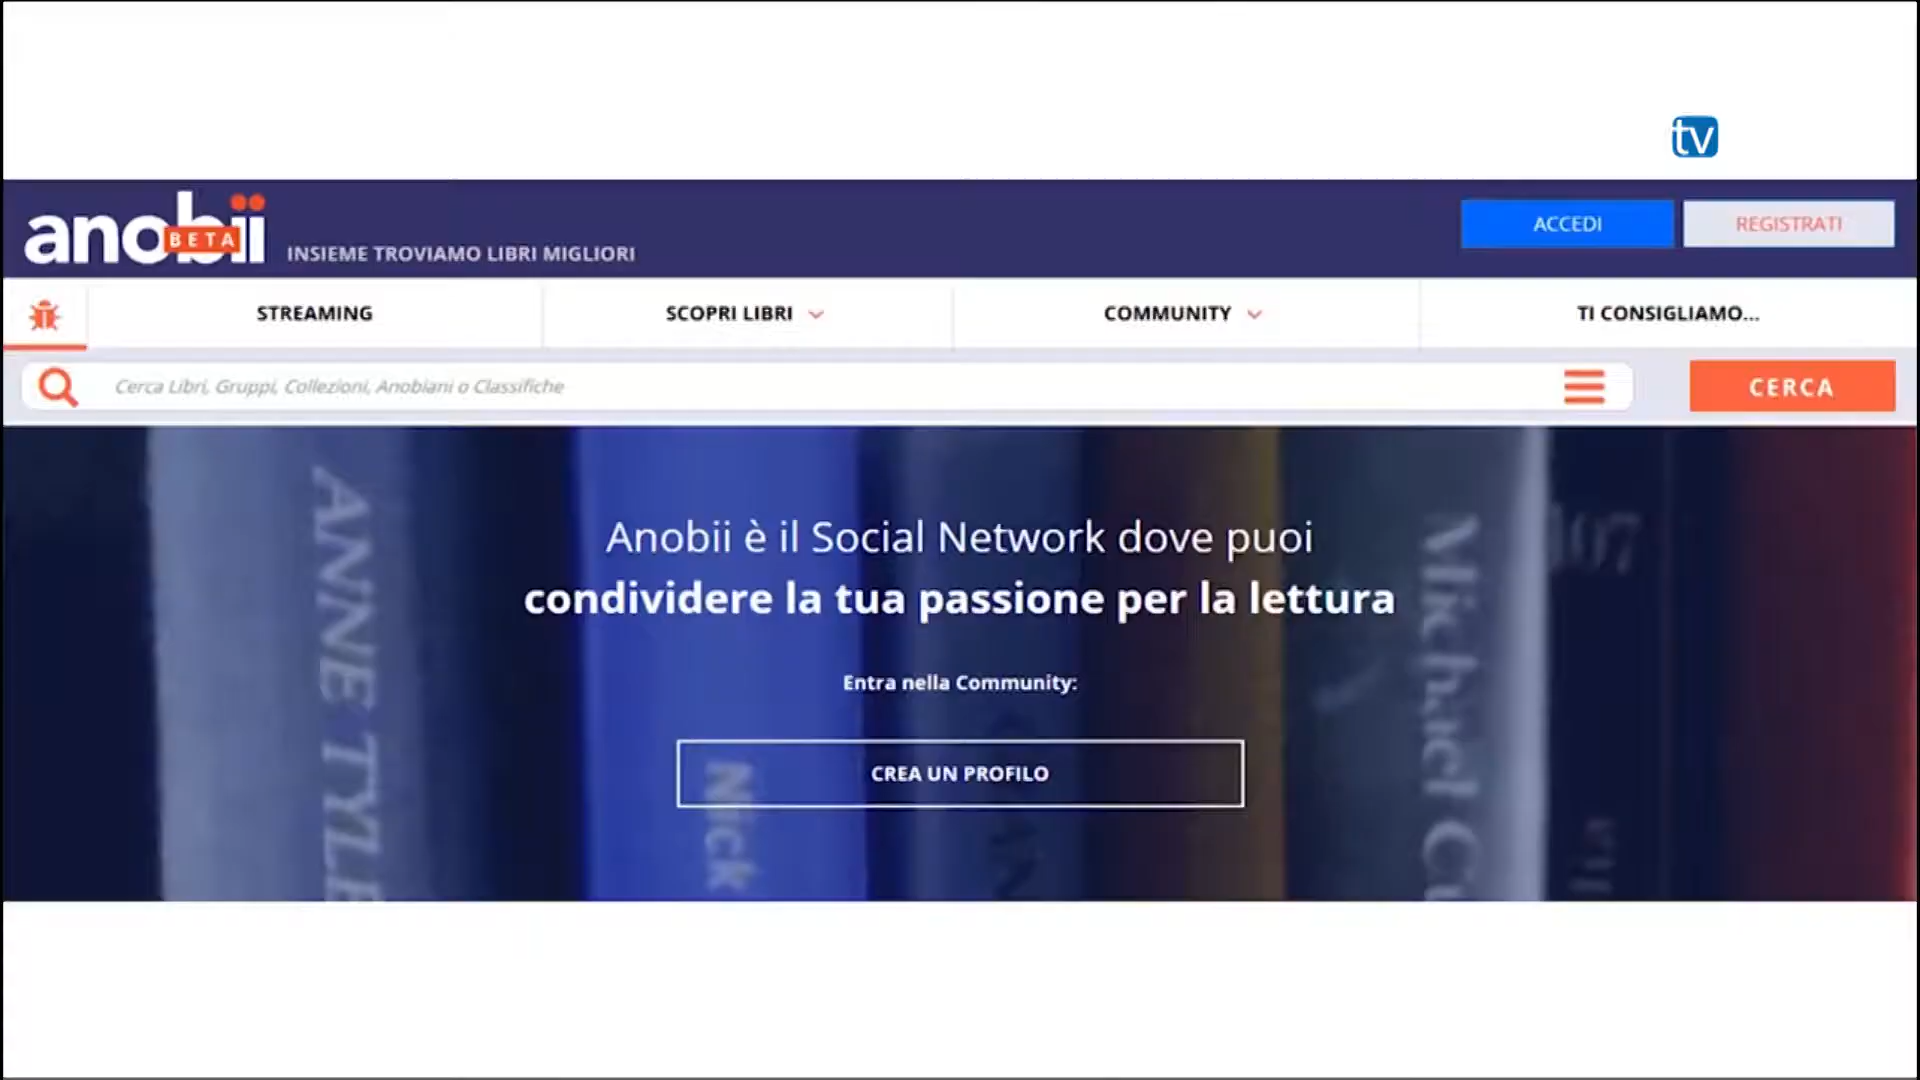 tv
anobii
BETA
INSIEME TROVIAMO LIBRI MIGLIORI
ACCEDI
REGISTRATI
STREAMING
SCOPRI LIBRI
COMMUNITY
TI CONSIGLIAMO...
Cerca Libri, Gruppi, Collezioni, Anobiani o Classifiche
CERCA
Anobii è il Social Network dove puoi
condividere la tua passione per la lettura
Entra nella Community:
CREA UN PROFILO
ANNE TYLE
Nick
Michael C